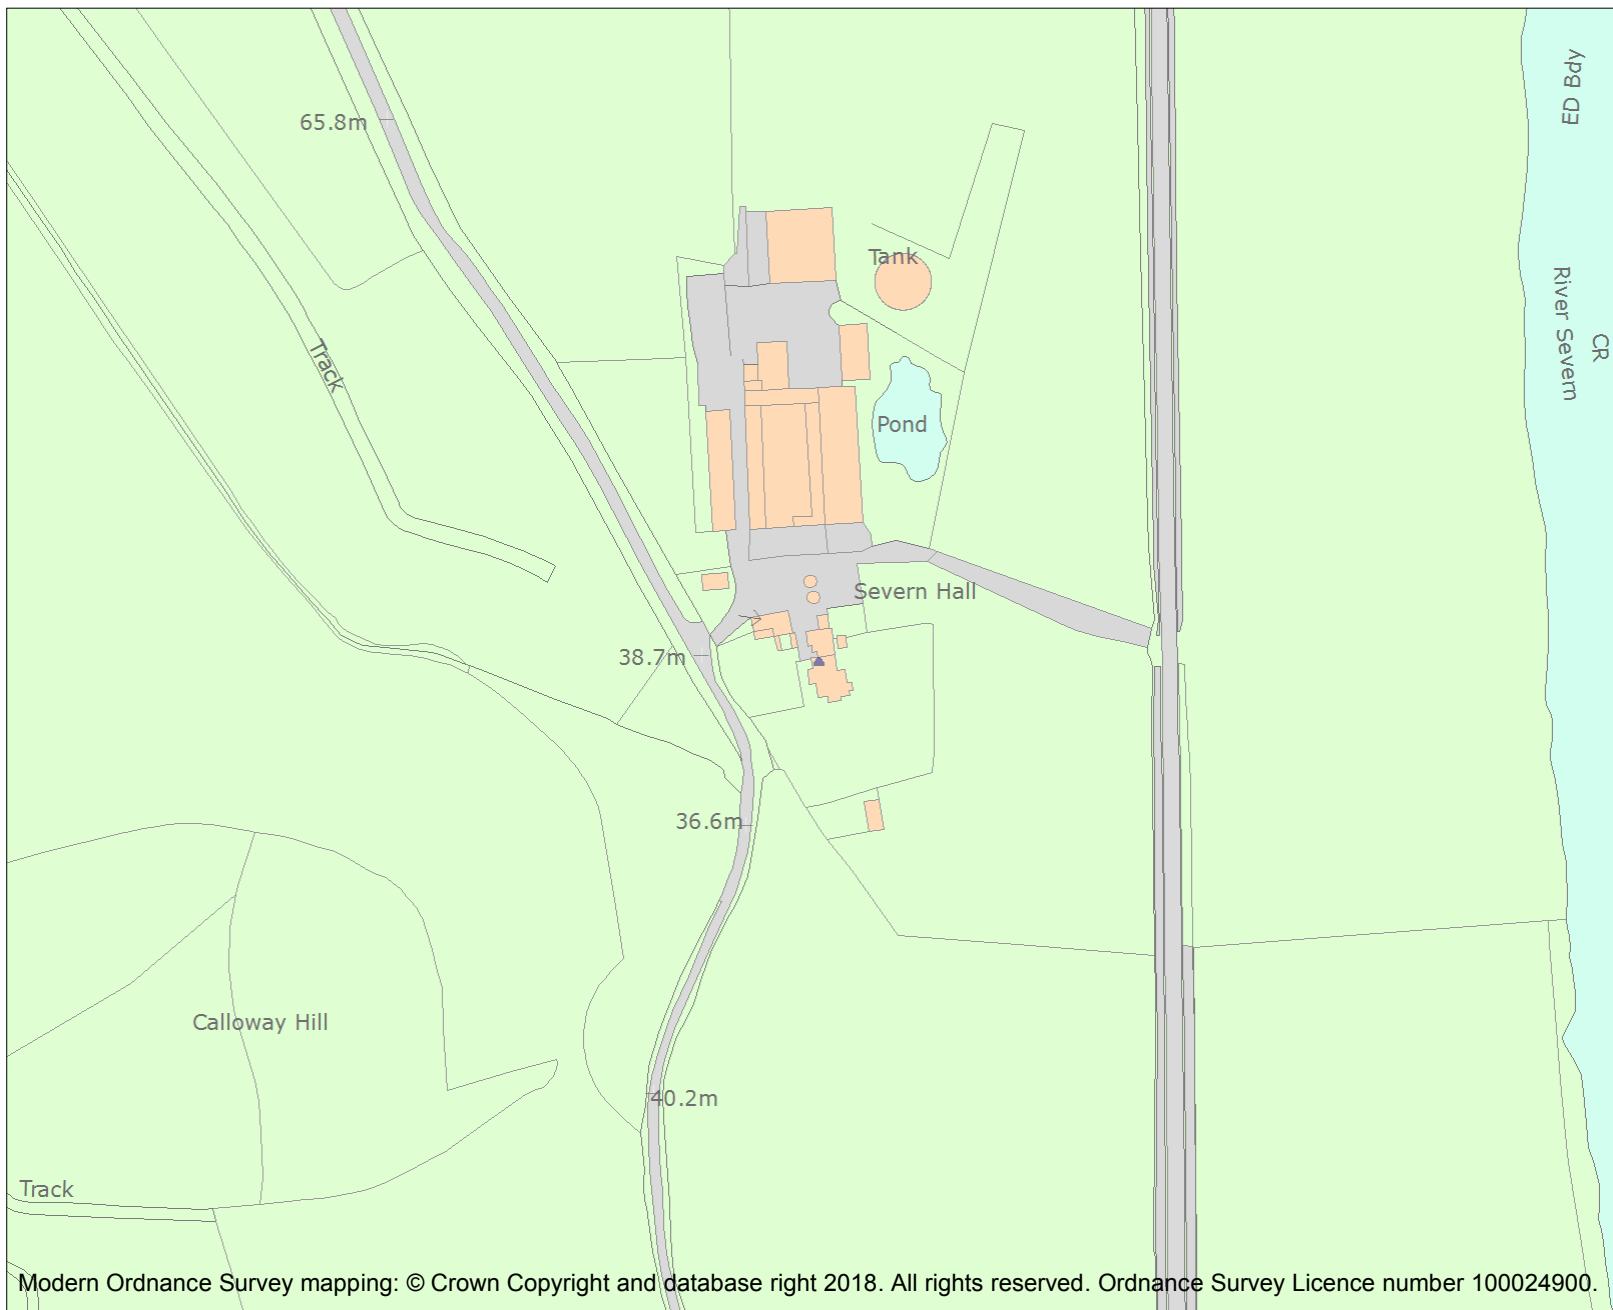 ED Bdy
65.8m
Tank
River Severn
CR
Track
Pond
Severn Hall
38.7m
36.6m
Calloway Hill
40.2m
Track
Modern Ordnance Survey mapping: © Crown Copyright and database right 2018. All rights reserved. Ordnance Survey Licence number 100024900.